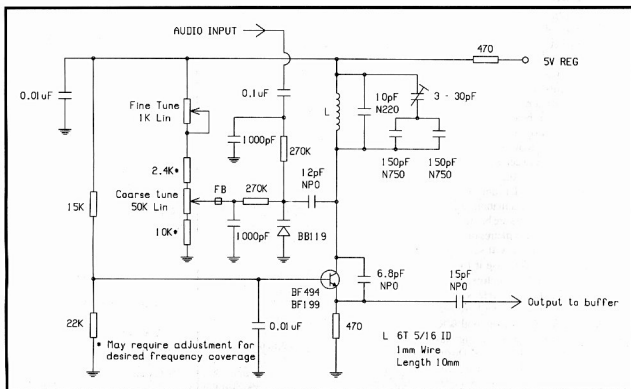 AUDIO INPUT
470
5V REG
0.01uF
Fine Tune
1K Lin
0.1uF
L
10pF
N220
3 - 30pF
1000pF
270K
150pF
N750
150pF
N750
2.4K*
12pF
NPO
Coarse tune
50K Lin
FB
270K
15K
10K*
1000pF
BB119
6.8pF
NPO
15pF
NPO
BF494
BF199
Output to buffer
22K
0.01uF
470
* May require adjustment for
desired frequency coverage
L 6T 5/16 ID
1mm Wire
Length 10mm